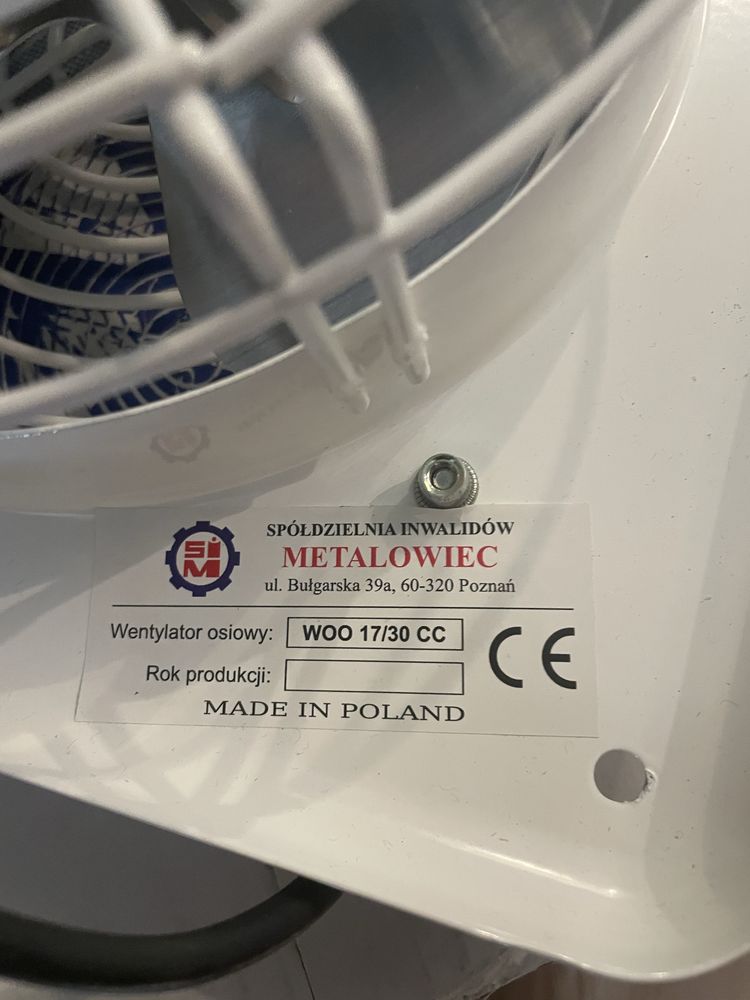 SIM
SPÓŁDZIELNIA INWALIDÓW
METALOWIEC
ul. Bułgarska 39a, 60-320 Poznań
Wentylator osiowy: WOO 17/30 CC
CE
Rok produkcji:
MADE IN POLAND